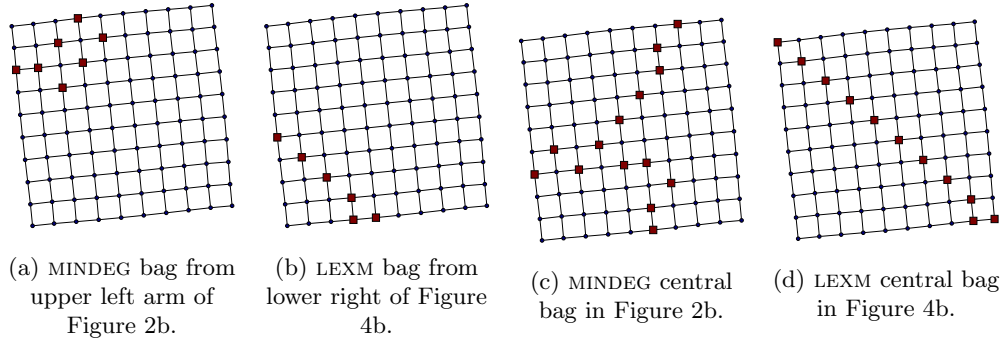 (a) MINDEG bag from
upper left arm of
Figure 2b.
(b) LEXM bag from
lower right of Figure
4b.
(c) MINDEG central
bag in Figure 2b.
(d) LEXM central bag
in Figure 4b.